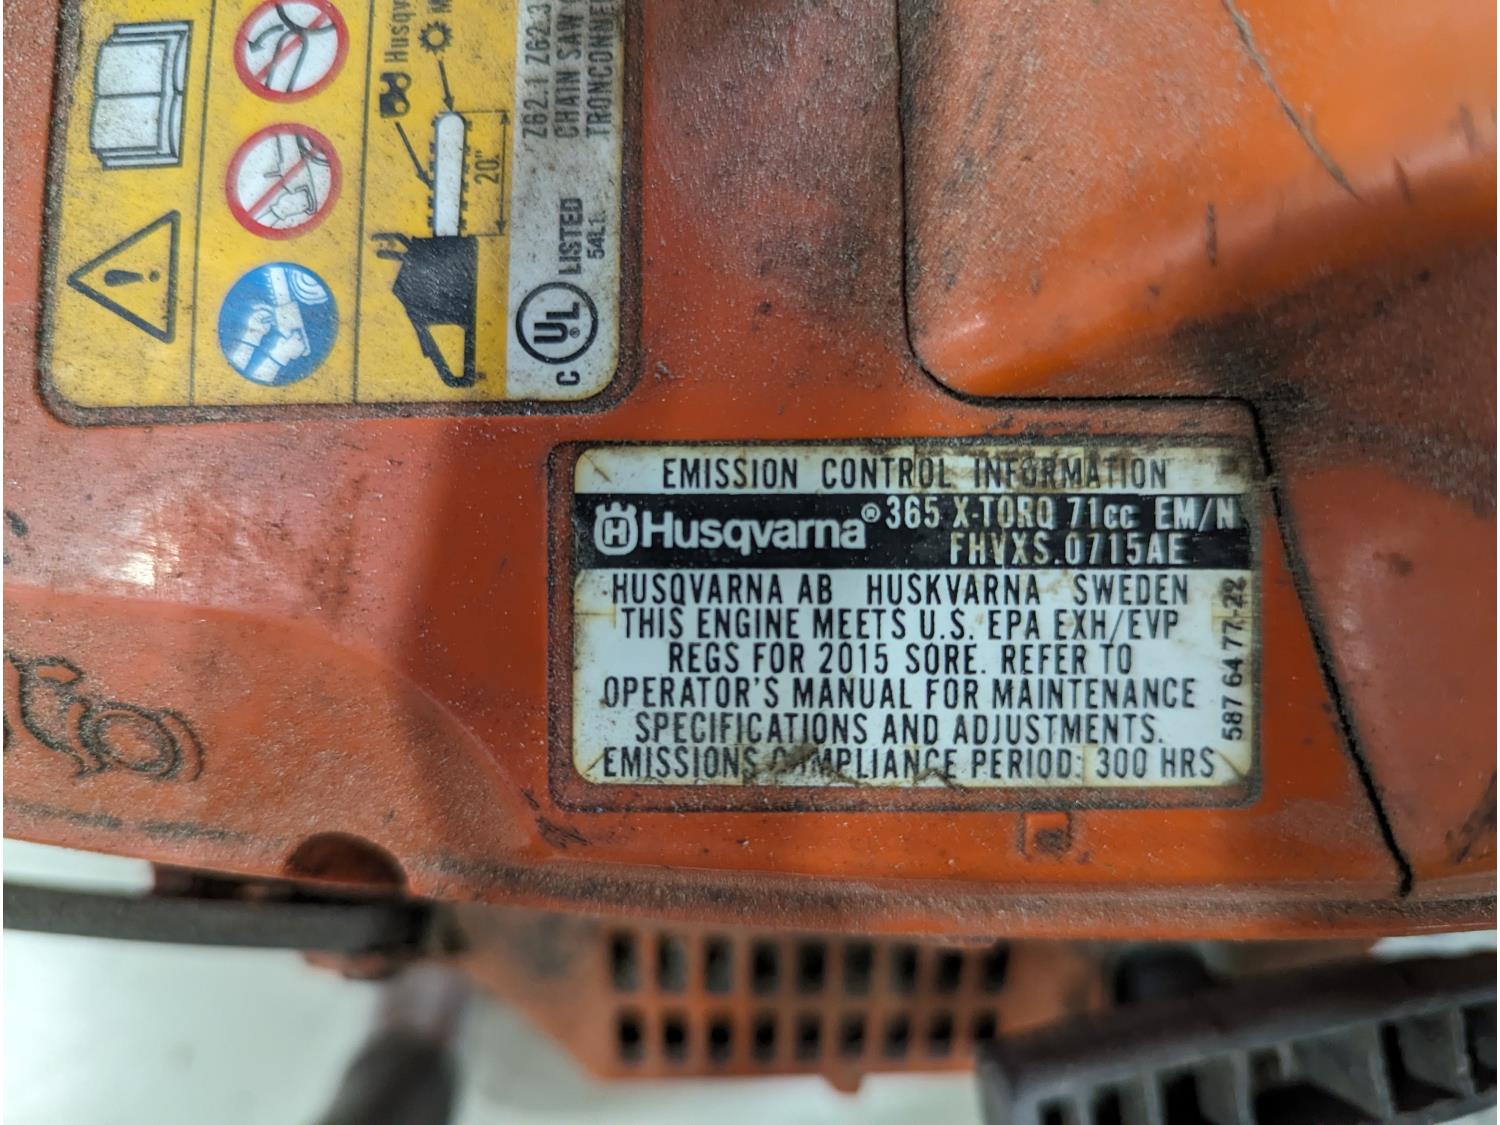 EMISSION CONTROL INFORMATION
Husqvarna® 365 X-TORQ 71cc EM/N
FHVXS.0715AE
HUSQVARNA AB HUSKVARNA SWEDEN
THIS ENGINE MEETS U.S. EPA EXH/EVP
REGS FOR 2015 SORE. REFER TO
OPERATOR'S MANUAL FOR MAINTENANCE
SPECIFICATIONS AND ADJUSTMENTS.
EMISSIONS COMPLIANCE PERIOD: 300 HRS
587 64 77-22
Husqv
20"
C UL® LISTED
54L1.
Z62.1 Z62.3
CHAIN SAW
H